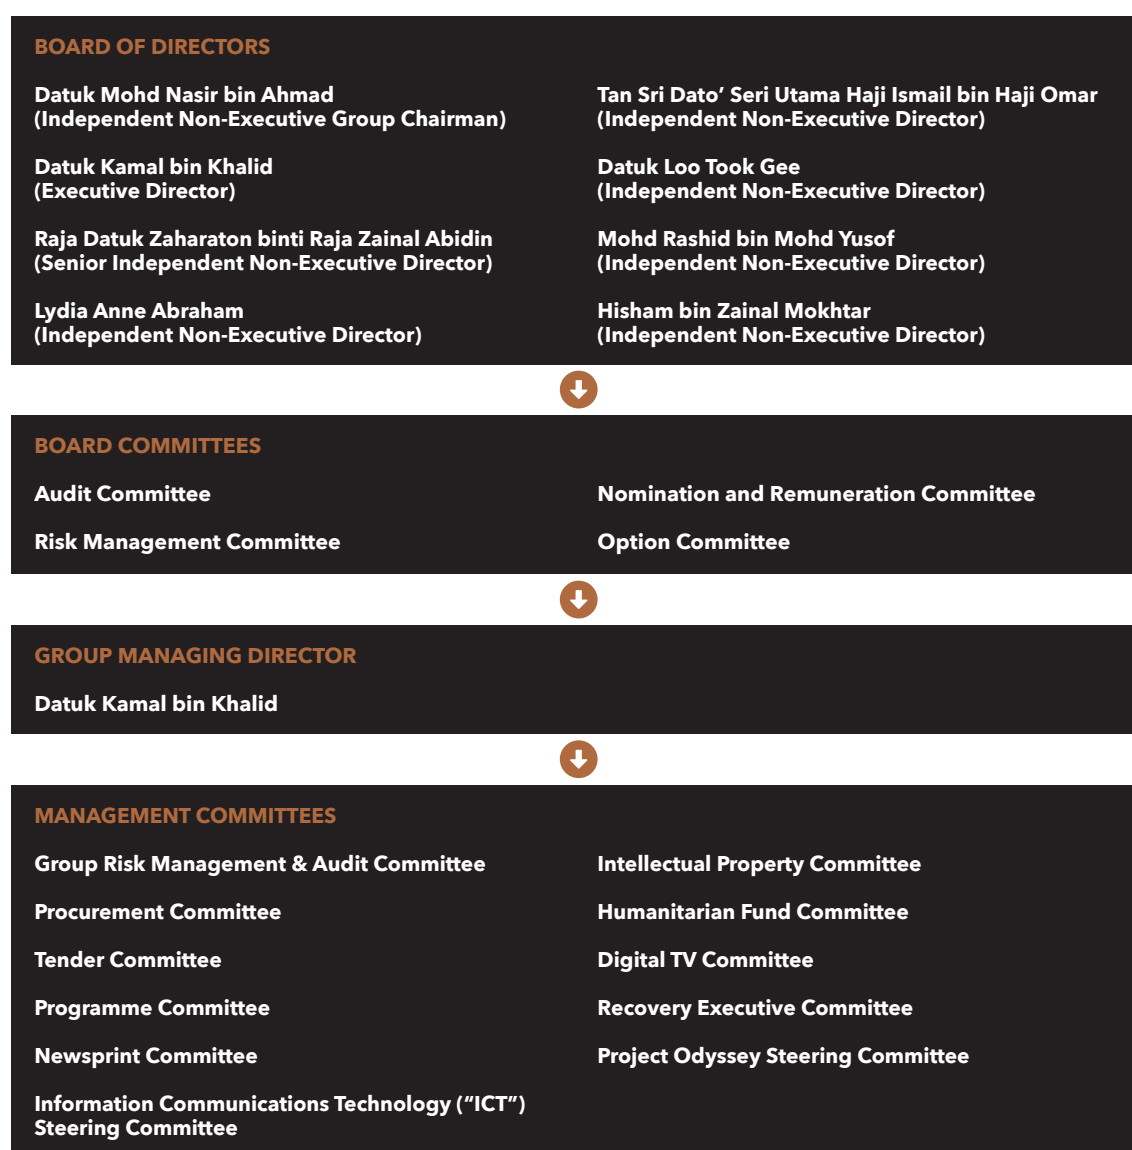 BOARD OF DIRECTORS
Datuk Mohd Nasir bin Ahmad
(Independent Non-Executive Group Chairman)
Datuk Kamal bin Khalid
(Executive Director)
Raja Datuk Zaharaton binti Raja Zainal Abidin
(Senior Independent Non-Executive Director)
Lydia Anne Abraham
(Independent Non-Executive Director)
Tan Sri Dato’ Seri Utama Haji Ismail bin Haji Omar
(Independent Non-Executive Director)
Datuk Loo Took Gee
(Independent Non-Executive Director)
Mohd Rashid bin Mohd Yusof
(Independent Non-Executive Director)
Hisham bin Zainal Mokhtar
(Independent Non-Executive Director)
BOARD COMMITTEES
Audit Committee
Risk Management Committee
Nomination and Remuneration Committee
Option Committee
GROUP MANAGING DIRECTOR
Datuk Kamal bin Khalid
MANAGEMENT COMMITTEES
Group Risk Management & Audit Committee
Procurement Committee
Tender Committee
Programme Committee
Newsprint Committee
Information Communications Technology (“ICT”)
Steering Committee
Intellectual Property Committee
Humanitarian Fund Committee
Digital TV Committee
Recovery Executive Committee
Project Odyssey Steering Committee